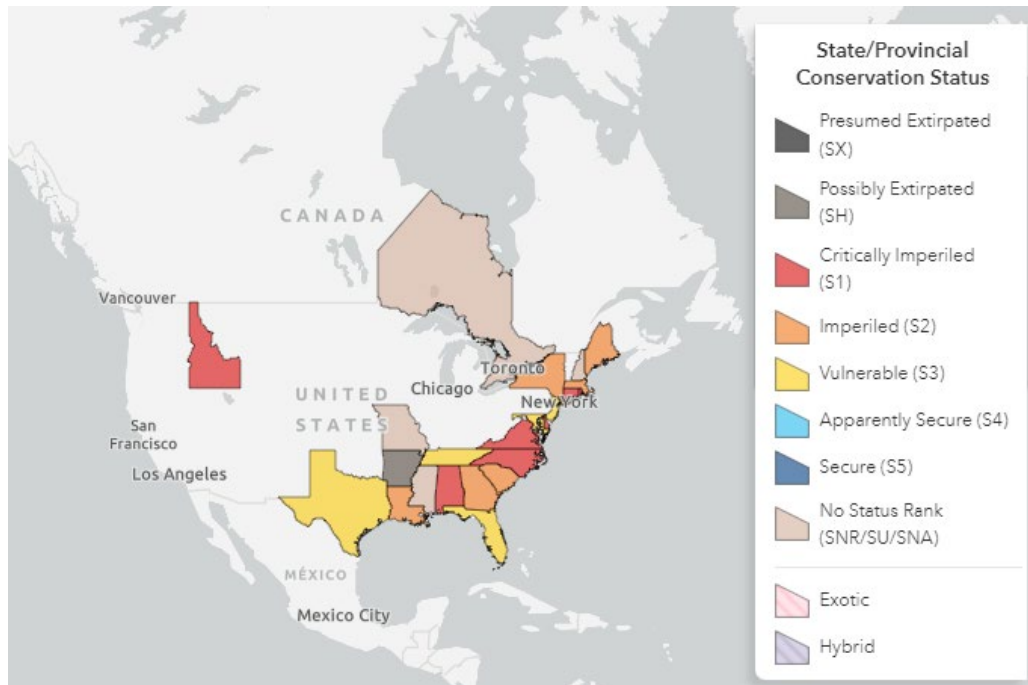 CANADA
Vancouver
Toronto
Chicago
New York
UNITED
STATES
San
Francisco
Los Angeles
MÉXICO
Mexico City
State/Provincial
Conservation Status
Presumed Extirpated
(SX)
Possibly Extirpated
(SH)
Critically Imperiled
(S1)
Imperiled (S2)
Vulnerable (S3)
Apparently Secure (S4)
Secure (S5)
No Status Rank
(SNR/SU/SNA)
Exotic
Hybrid